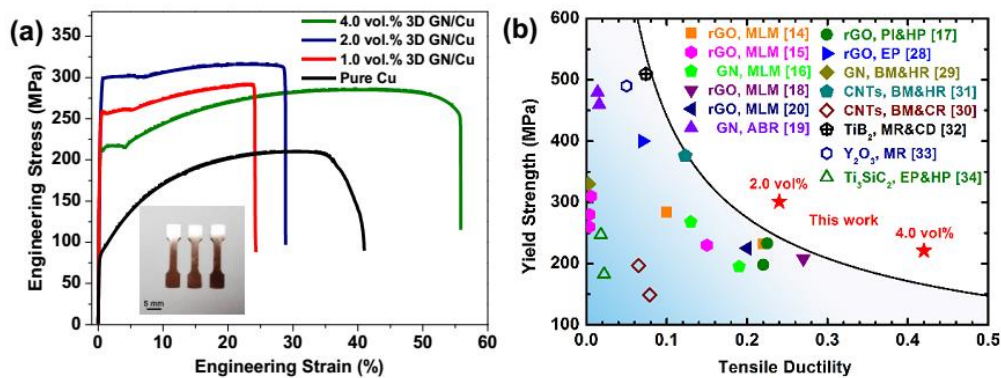 (a)
4.0 vol.% 3D GN/Cu
2.0 vol.% 3D GN/Cu
1.0 vol.% 3D GN/Cu
Pure Cu
Engineering Stress (MPa)
400
350
300
250
200
150
100
50
0
5 mm
0 10 20 30 40 50 60
Engineering Strain (%)
(b)
rGO, MLM [14]
rGO, MLM [15]
GN, MLM [16]
rGO, MLM [18]
rGO, MLM [20]
GN, ABR [19]
rGO, PI&HP [17]
rGO, EP [28]
GN, BM&HR [29]
CNTs, BM&HR [31]
CNTs, BM&CR [30]
TiB₂, MR&CD [32]
Y₂O₃, MR [33]
Ti₃SiC₂, EP&HP [34]
2.0 vol%
This work
4.0 vol%
Yield Strength (MPa)
600
500
400
300
200
100
0.0 0.1 0.2 0.3 0.4 0.5
Tensile Ductility